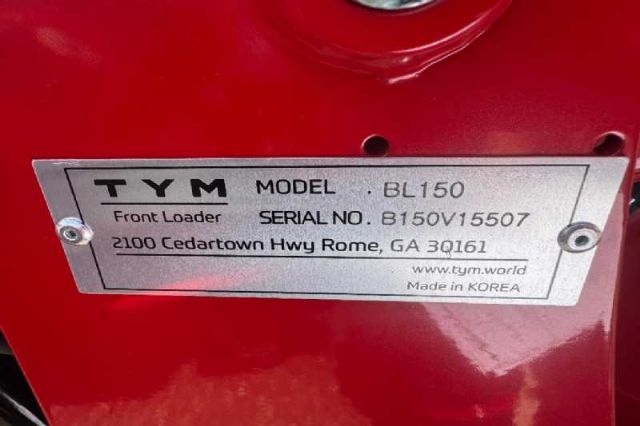 TYM MODEL . BL150
Front Loader SERIAL NO. B150V15507
2100 Cedartown Hwy Rome, GA 30161
www.tym.world
Made in KOREA